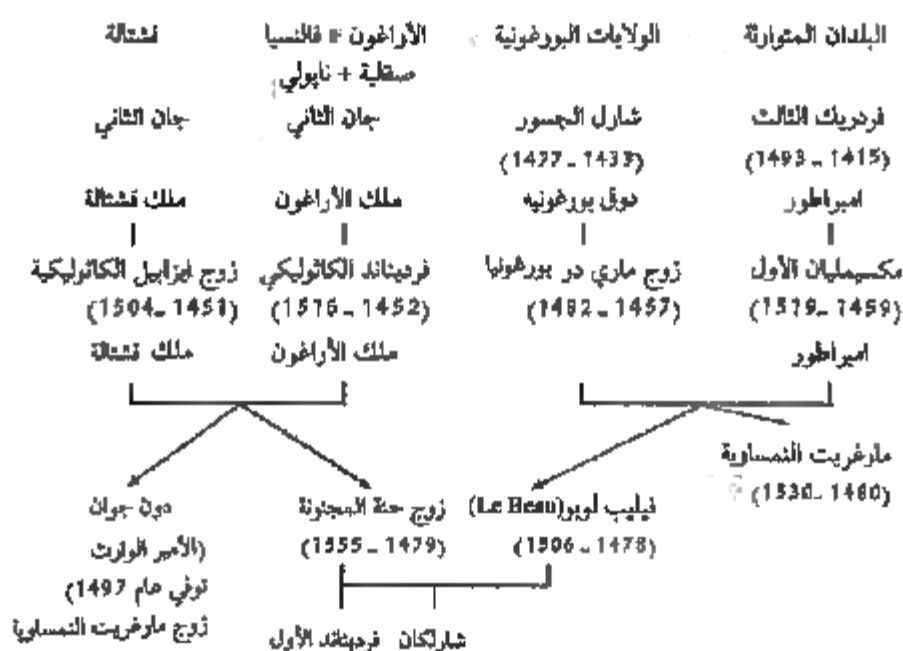 البلدان المتوارثة الولايات البورغونية الأراغون + فالنسيا قشتالة
صقلية + نابولي
فردريك الثالث شارل الجسور جان الثاني جان الثاني
(1493 - 1415) (1477 - 1433)
امبراطور دوق بورغونيه ملك الأراغون ملك قشتالة
مكسيمليان الأول زوج ماري در بورغونيا فرديناند الكاثوليكي زوج ايزابيل الكاثوليكية
(1519 - 1459) (1482 - 1457) (1516 - 1452) (1504 - 1451)
امبراطور ملك الأراغون ملك قشتالة
مارغريت النمساوية
(1530 - 1480)
فيليب لوبو (Le Beau) زوج حنة المجنونة دون جوان
(1506 - 1478) (1555 - 1479) (الأمير الوارث
توفي عام 1497)
زوج مارغريت النمساوية
شارلكان فرديناند الأول